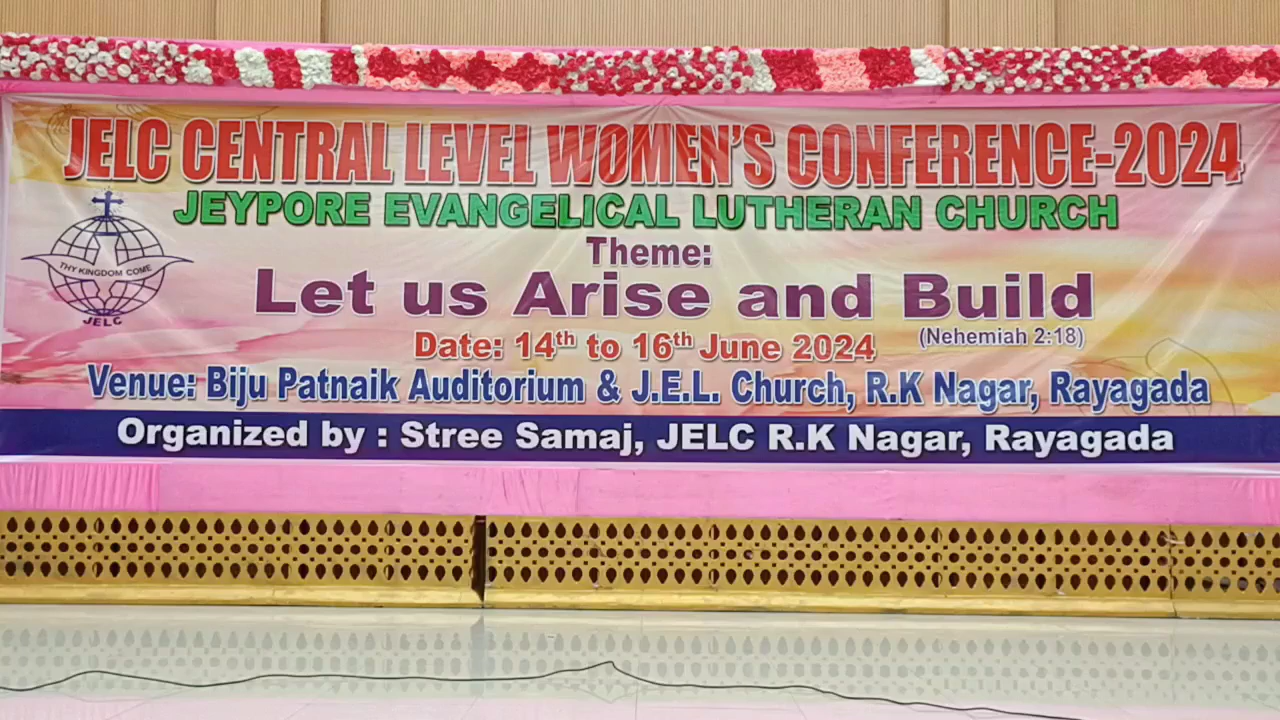 JELC CENTRAL LEVEL WOMEN'S CONFERENCE-2024
JEYPORE EVANGELICAL LUTHERAN CHURCH
THY KINGDOM COME
JELC
Theme:
Let us Arise and Build
(Nehemiah 2:18)
Date: 14th to 16th June 2024
Venue: Biju Patnaik Auditorium & J.E.L. Church, R.K Nagar, Rayagada
Organized by : Stree Samaj, JELC R.K Nagar, Rayagada